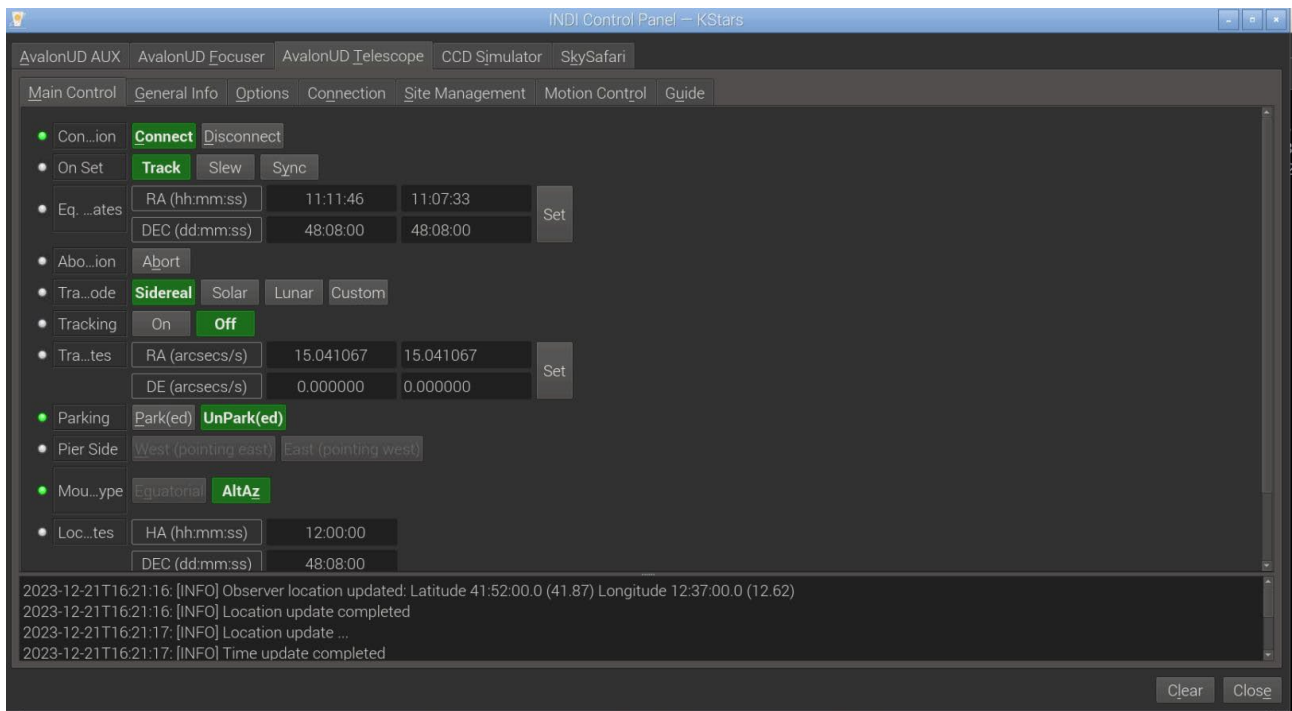 INDI Control Panel — KStars
AvalonUD AUX AvalonUD Focuser AvalonUD Telescope CCD Simulator SkySafari
Main Control General Info Options Connection Site Management Motion Control Guide
Con...ion Connect Disconnect
On Set Track Slew Sync
Eq. ...ates RA (hh:mm:ss) 11:11:46 11:07:33 Set
DEC (dd:mm:ss) 48:08:00 48:08:00
Abo...ion Abort
Tra...ode Sidereal Solar Lunar Custom
Tracking On Off
Tra...tes RA (arcsecs/s) 15.041067 15.041067 Set
DE (arcsecs/s) 0.000000 0.000000
Parking Park(ed) UnPark(ed)
Pier Side West (pointing east) East (pointing west)
Mou...ype Equatorial AltAz
Loc...tes HA (hh:mm:ss) 12:00:00
DEC (dd:mm:ss) 48:08:00
2023-12-21T16:21:16: [INFO] Observer location updated: Latitude 41:52:00.0 (41.87) Longitude 12:37:00.0 (12.62)
2023-12-21T16:21:16: [INFO] Location update completed
2023-12-21T16:21:17: [INFO] Location update ...
2023-12-21T16:21:17: [INFO] Time update completed
Clear Close